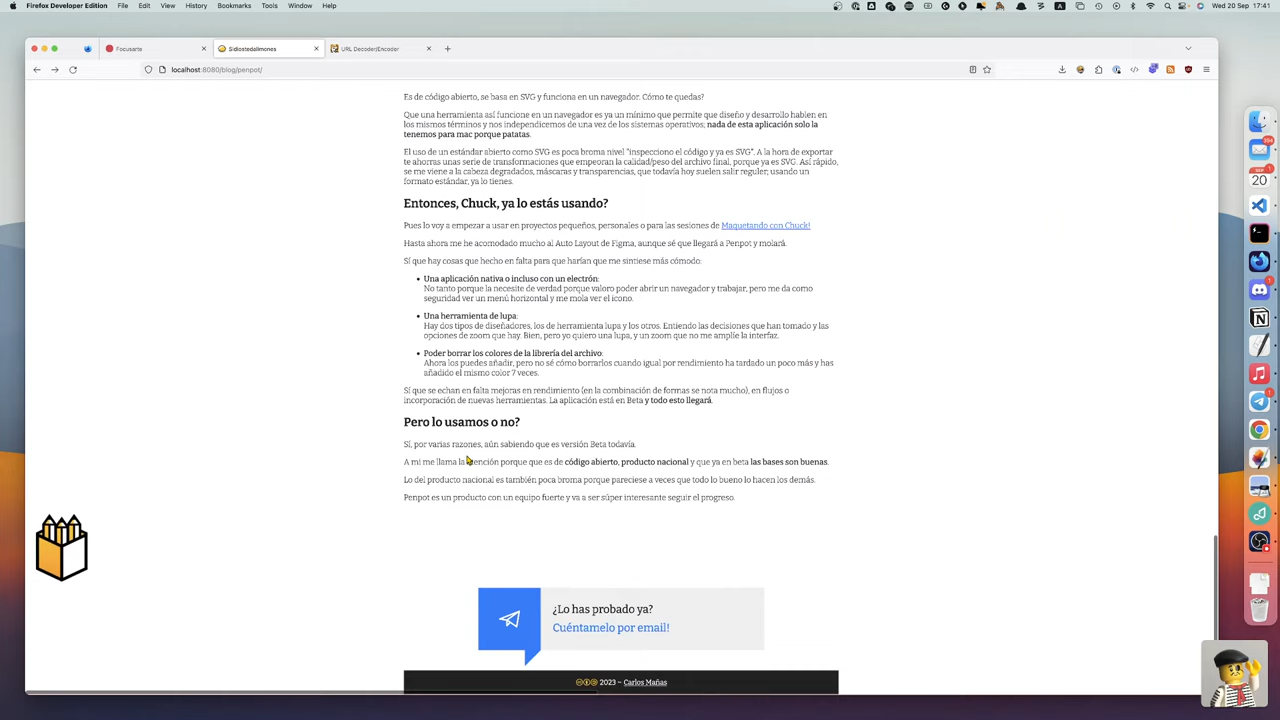 Firefox Developer Edition File Edit View History Bookmarks Tools Window Help
Wed 20 Sep 17:41
Focusarte
Sidiostedalimones
URL Decoder/Encoder
localhost:8080/blog/penpot/
Es de código abierto, se basa en SVG y funciona en un navegador. Cómo te quedas?
Que una herramienta así funcione en un navegador es ya un mínimo que permite que diseño y desarrollo hablen en
los mismos términos y nos independicemos de una vez de los sistemas operativos; nada de esta aplicación solo la
tenemos para mac porque patatas.
El uso de un estándar abierto como SVG es poca broma nivel "inspecciono el código y ya es SVG". A la hora de exportar
te ahorras unas serie de transformaciones que empeoran la calidad/peso del archivo final, porque ya es SVG. Así rápido,
se me viene a la cabeza degradados, máscaras y transparencias, que todavía hoy suelen salir reguler; usando un
formato estándar, ya lo tienes.
Entonces, Chuck, ya lo estás usando?
Pues lo voy a empezar a usar en proyectos pequeños, personales o para las sesiones de Maquetando con Chuck!
Hasta ahora me he acomodado mucho al Auto Layout de Figma, aunque sé que llegará a Penpot y molará.
Sí que hay cosas que hecho en falta para que harían que me sintiese más cómodo:
Una aplicación nativa o incluso con un electrón:
No tanto porque la necesite de verdad porque valoro poder abrir un navegador y trabajar, pero me da como
seguridad ver un menú horizontal y me mola ver el icono.
Una herramienta de lupa:
Hay dos tipos de diseñadores, los de herramienta lupa y los otros. Entiendo las decisiones que han tomado y las
opciones de zoom que hay. Bien, pero yo quiero una lupa, y un zoom que no me amplíe la interfaz.
Poder borrar los colores de la librería del archivo:
Ahora los puedes añadir, pero no sé cómo borrarlos cuando igual por rendimiento ha tardado un poco más y has
añadido el mismo color 7 veces.
Sí que se echan en falta mejoras en rendimiento (en la combinación de formas se nota mucho), en flujos o
incorporación de nuevas herramientas. La aplicación está en Beta y todo esto llegará.
Pero lo usamos o no?
Sí, por varias razones, aún sabiendo que es versión Beta todavía.
A mi me llama la atención porque que es de código abierto, producto nacional y que ya en beta las bases son buenas.
Lo del producto nacional es también poca broma porque pareciese a veces que todo lo bueno lo hacen los demás.
Penpot es un producto con un equipo fuerte y va a ser súper interesante seguir el progreso.
¿Lo has probado ya?
Cuéntamelo por email!
2023 – Carlos Mañas